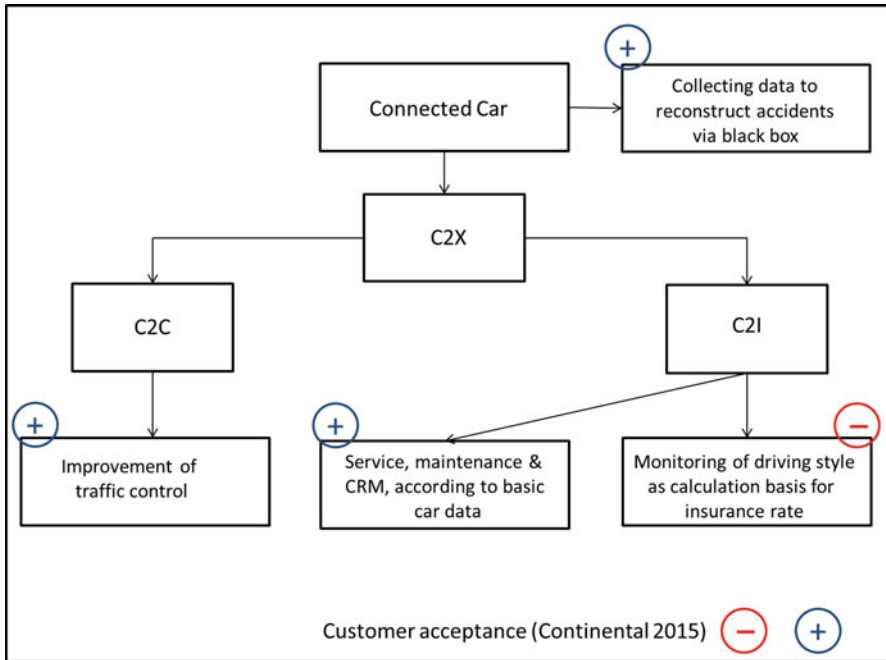 +
Connected Car
Collecting data to
reconstruct accidents
via black box
C2X
C2C
C2I
+
+
−
Improvement of
traffic control
Service, maintenance &
CRM, according to basic
car data
Monitoring of driving style
as calculation basis for
insurance rate
Customer acceptance (Continental 2015) − +